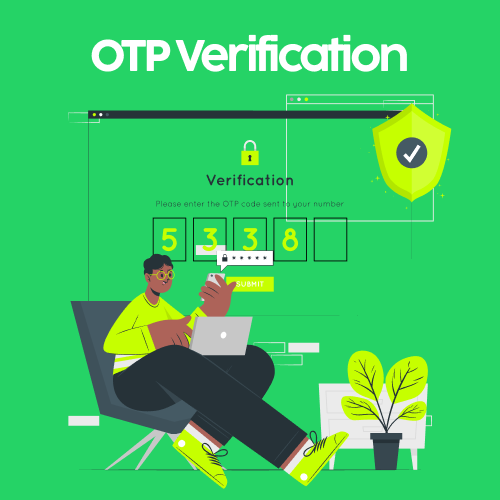 OTP Verification
Verification
Please enter the OTP code sent to your number
5 3 3 8
*****
SUBMIT